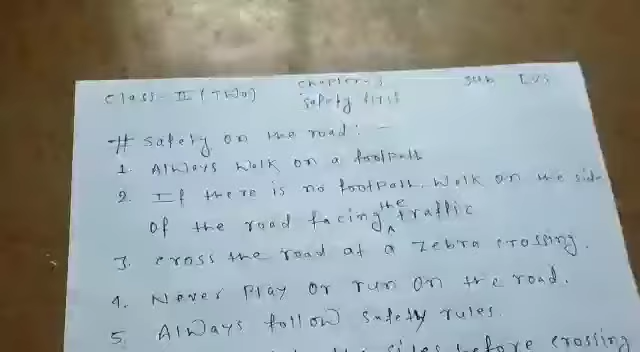 Class - II (TWO) chapter-3 Sub EVS
safety first
# safety on the road: -
1. Always walk on a footpath
2. If there is no footpath. walk on the side
of the road facing the traffic
3. cross the road at a zebra crossing.
4. Never Play or run on the road.
5. Always follow safety rules.
sides before crossing